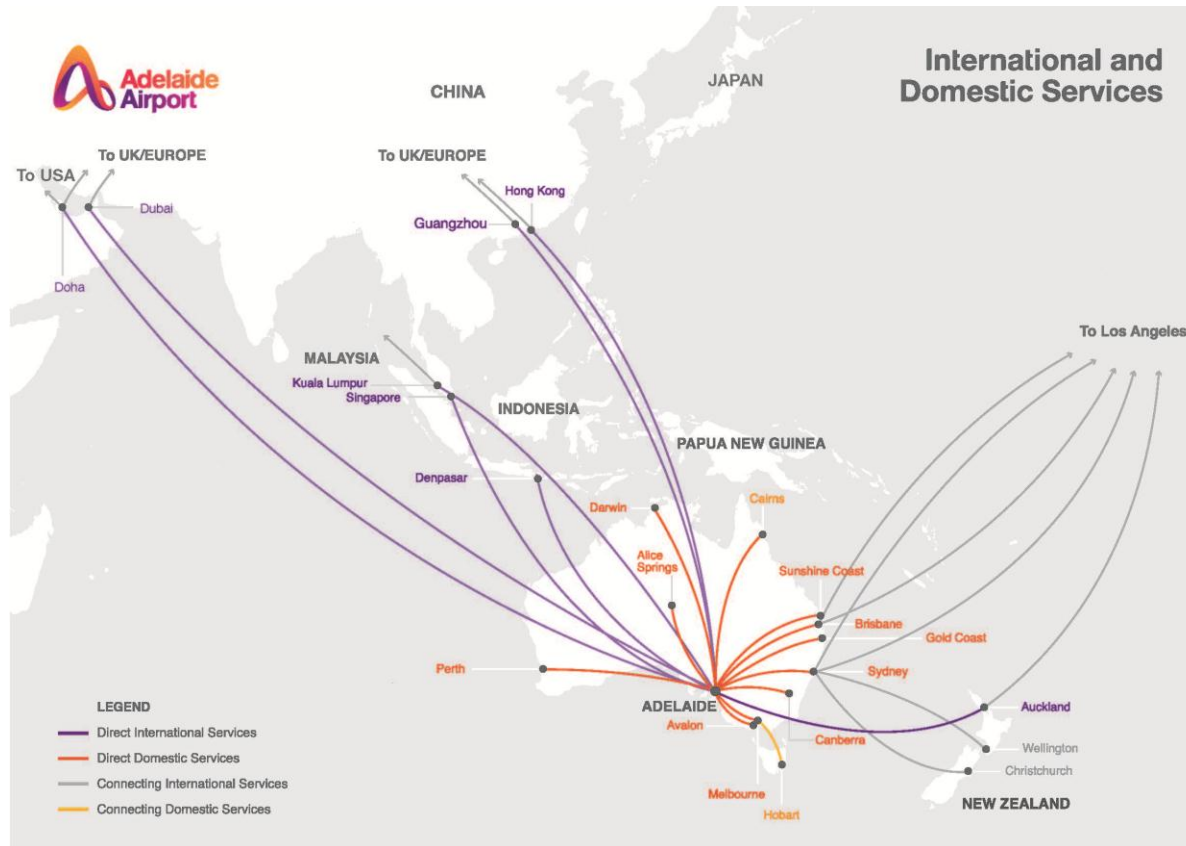 Adelaide
Airport
International and
Domestic Services
CHINA
JAPAN
To USA
To UK/EUROPE
To UK/EUROPE
Hong Kong
Dubai
Guangzhou
Doha
To Los Angeles
MALAYSIA
Kuala Lumpur
Singapore
INDONESIA
PAPUA NEW GUINEA
Denpasar
Darwin
Cairns
Alice
Springs
Sunshine Coast
Brisbane
Gold Coast
Perth
Sydney
ADELAIDE
Auckland
Avalon
Canberra
Wellington
Christchurch
Melbourne
Hobart
NEW ZEALAND
LEGEND
Direct International Services
Direct Domestic Services
Connecting International Services
Connecting Domestic Services